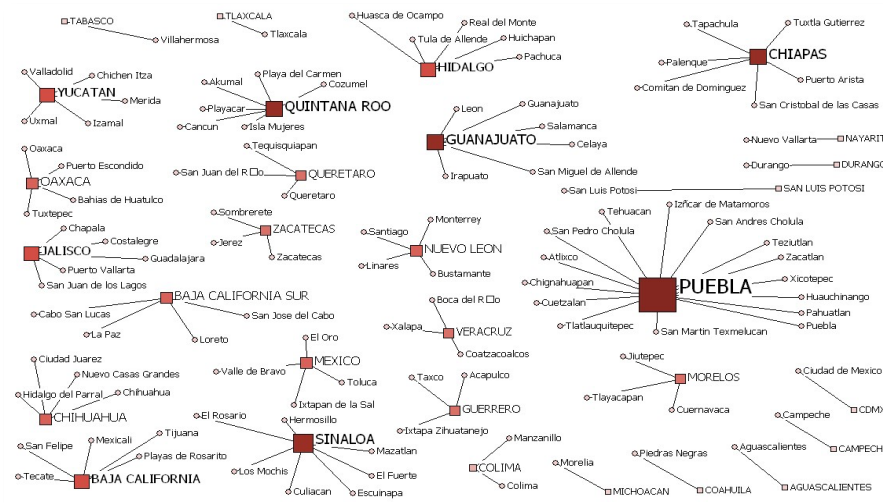 TABASCO
Villahermosa
TLAXCALA
Tlaxcala
Huasca de Ocampo
Real del Monte
Tula de Allende
Huichapan
Pachuca
HIDALGO
Tapachula
Tuxtla Gutierrez
CHIAPAS
Palenque
Comitan de Dominguez
Puerto Arista
San Cristobal de las Casas
Valladolid
Chichen Itza
YUCATAN
Merida
Uxmal
Izamal
Akumal
Playa del Carmen
Cozumel
Playacar
QUINTANA ROO
Cancun
Isla Mujeres
Leon
Guanajuato
Salamanca
GUANAJUATO
Celaya
Irapuato
San Miguel de Allende
Nuevo Vallarta
NAYARIT
Durango
DURANGO
San Luis Potosi
SAN LUIS POTOSI
Oaxaca
Puerto Escondido
OAXACA
Bahias de Huatulco
Tuxtepec
Tequisquiapan
San Juan del R□lo
QUERETARO
Queretaro
Sombrerete
ZACATECAS
Jerez
Zacatecas
Monterrey
Santiago
NUEVO LEON
Linares
Bustamante
Tehuacan
Izñcar de Matamoros
San Pedro Cholula
San Andres Cholula
Atlixco
Teziutlan
Zacatlan
Chignahuapan
PUEBLA
Xicotepec
Cuetzalan
Huauchinango
Pahuatlan
Tlatlauquitepec
San Martin Texmelucan
Puebla
Chapala
Costalegre
JALISCO
Guadalajara
Puerto Vallarta
San Juan de los Lagos
BAJA CALIFORNIA SUR
Cabo San Lucas
San Jose del Cabo
La Paz
Loreto
Boca del R□lo
Xalapa
VERACRUZ
Coatzacoalcos
El Oro
MEXICO
Valle de Bravo
Toluca
Ixtapan de la Sal
Ciudad Juarez
Nuevo Casas Grandes
Hidalgo del Parral
Chihuahua
CHIHUAHUA
Taxco
Acapulco
GUERRERO
Ixtapa Zihuatanejo
Jiutepec
MORELOS
Tlayacapan
Cuernavaca
Ciudad de Mexico
CDMX
Campeche
CAMPECH
San Felipe
Mexicali
Tijuana
Playas de Rosarito
Tecate
BAJA CALIFORNIA
El Rosario
Hermosillo
SINALOA
Mazatlan
Los Mochis
El Fuerte
Culiacan
Escuinapa
Manzanillo
COLIMA
Colima
Morelia
MICHOACAN
Piedras Negras
COAHUILA
Aguascalientes
AGUASCALIENTES